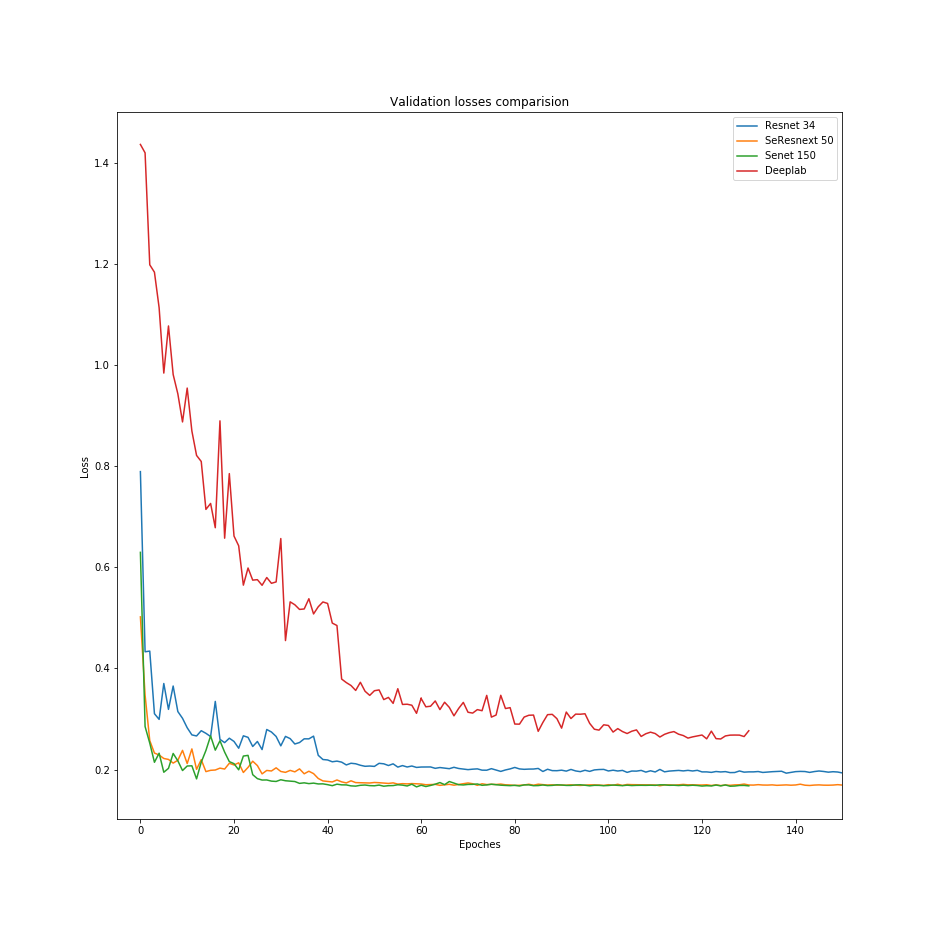 Validation losses comparision
Resnet 34
SeResnext 50
Senet 150
Deeplab
1.4
1.2
1.0
0.8
0.6
0.4
0.2
Loss
0 20 40 60 80 100 120 140
Epoches